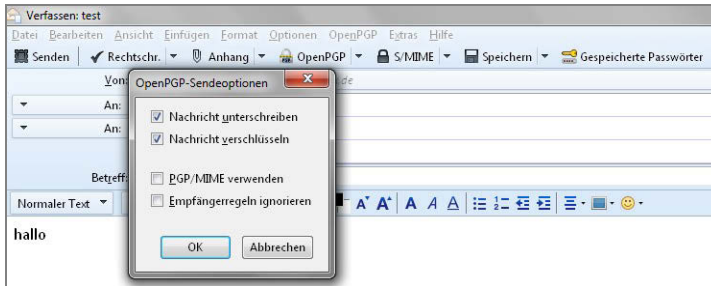 Verfassen: test
Datei Bearbeiten Ansicht Einfügen Format Optionen OpenPGP Extras Hilfe
Senden Rechtschr. Anhang OpenPGP S/MIME Speichern Gespeicherte Passwörter
Von: .de
OpenPGP-Sendeoptionen
An:
Nachricht unterschreiben
An:
Nachricht verschlüsseln
Betreff:
PGP/MIME verwenden
Normaler Text
Empfängerregeln ignorieren
hallo
OK Abbrechen